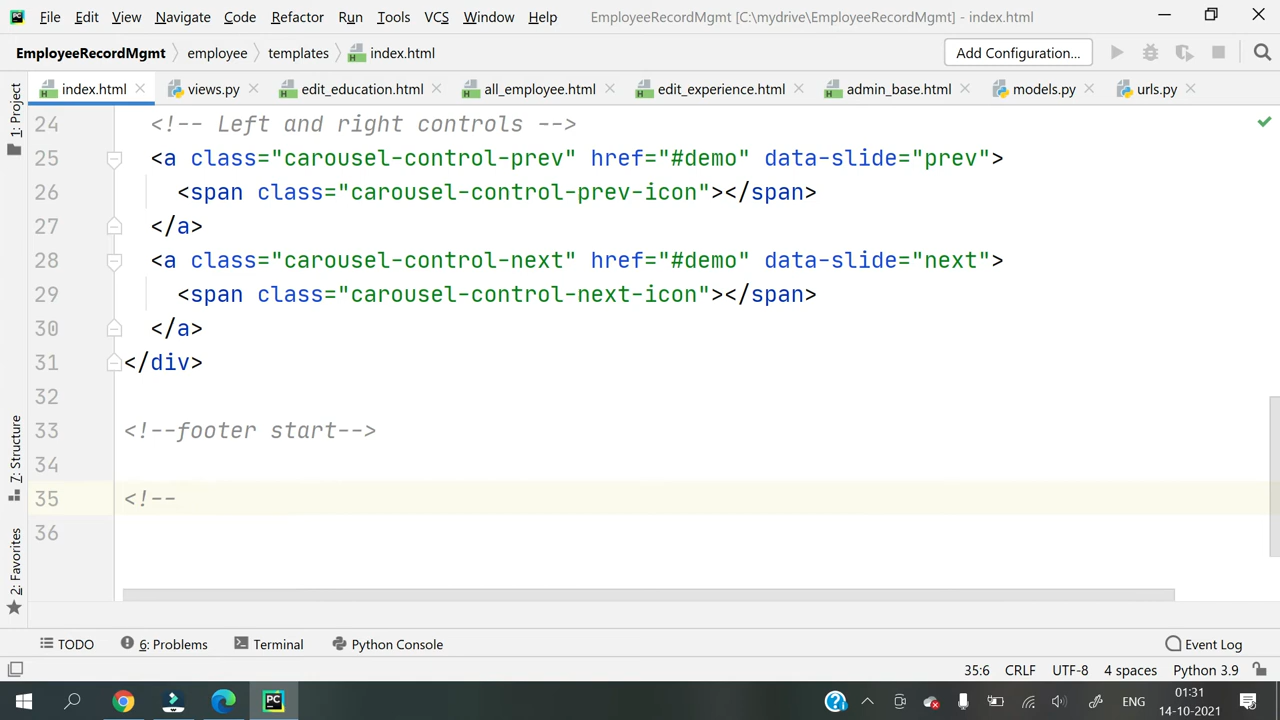 File Edit View Navigate Code Refactor Run Tools VCS Window Help EmployeeRecordMgmt [C:\mydrive\EmployeeRecordMgmt] - index.html
EmployeeRecordMgmt employee templates index.html Add Configuration...
index.html views.py edit_education.html all_employee.html edit_experience.html admin_base.html models.py urls.py
1: Project
7: Structure
2: Favorites
24 <!-- Left and right controls -->
25 <a class="carousel-control-prev" href="#demo" data-slide="prev">
26 <span class="carousel-control-prev-icon"></span>
27 </a>
28 <a class="carousel-control-next" href="#demo" data-slide="next">
29 <span class="carousel-control-next-icon"></span>
30 </a>
31 </div>
32
33 <!--footer start-->
34
35 <!--
36
TODO 6: Problems Terminal Python Console Event Log
35:6 CRLF UTF-8 4 spaces Python 3.9
PC ENG 01:31
14-10-2021